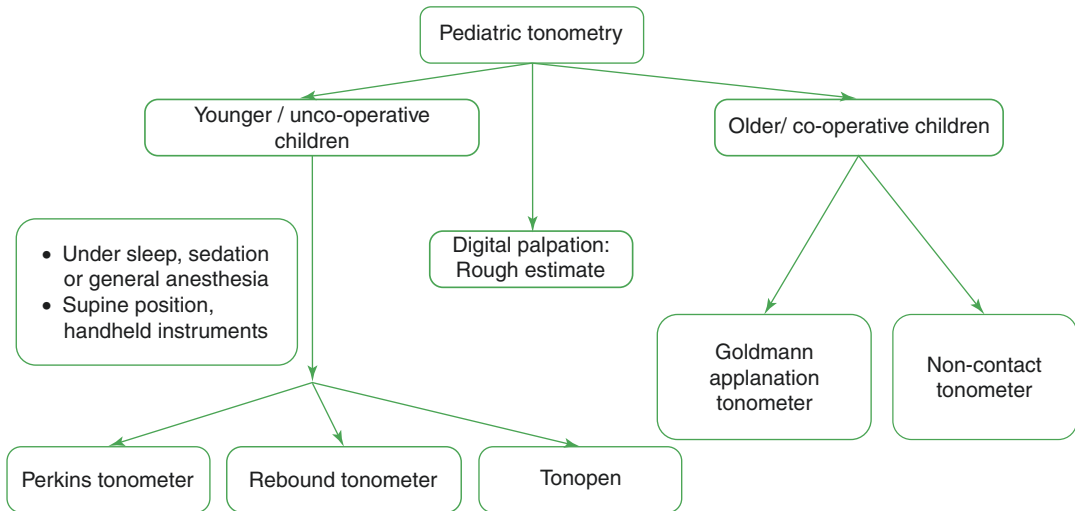 Pediatric tonometry
Younger / unco-operative
children
Older/ co-operative children
• Under sleep, sedation
or general anesthesia
• Supine position,
handheld instruments
Digital palpation:
Rough estimate
Goldmann
applanation
tonometer
Non-contact
tonometer
Perkins tonometer
Rebound tonometer
Tonopen